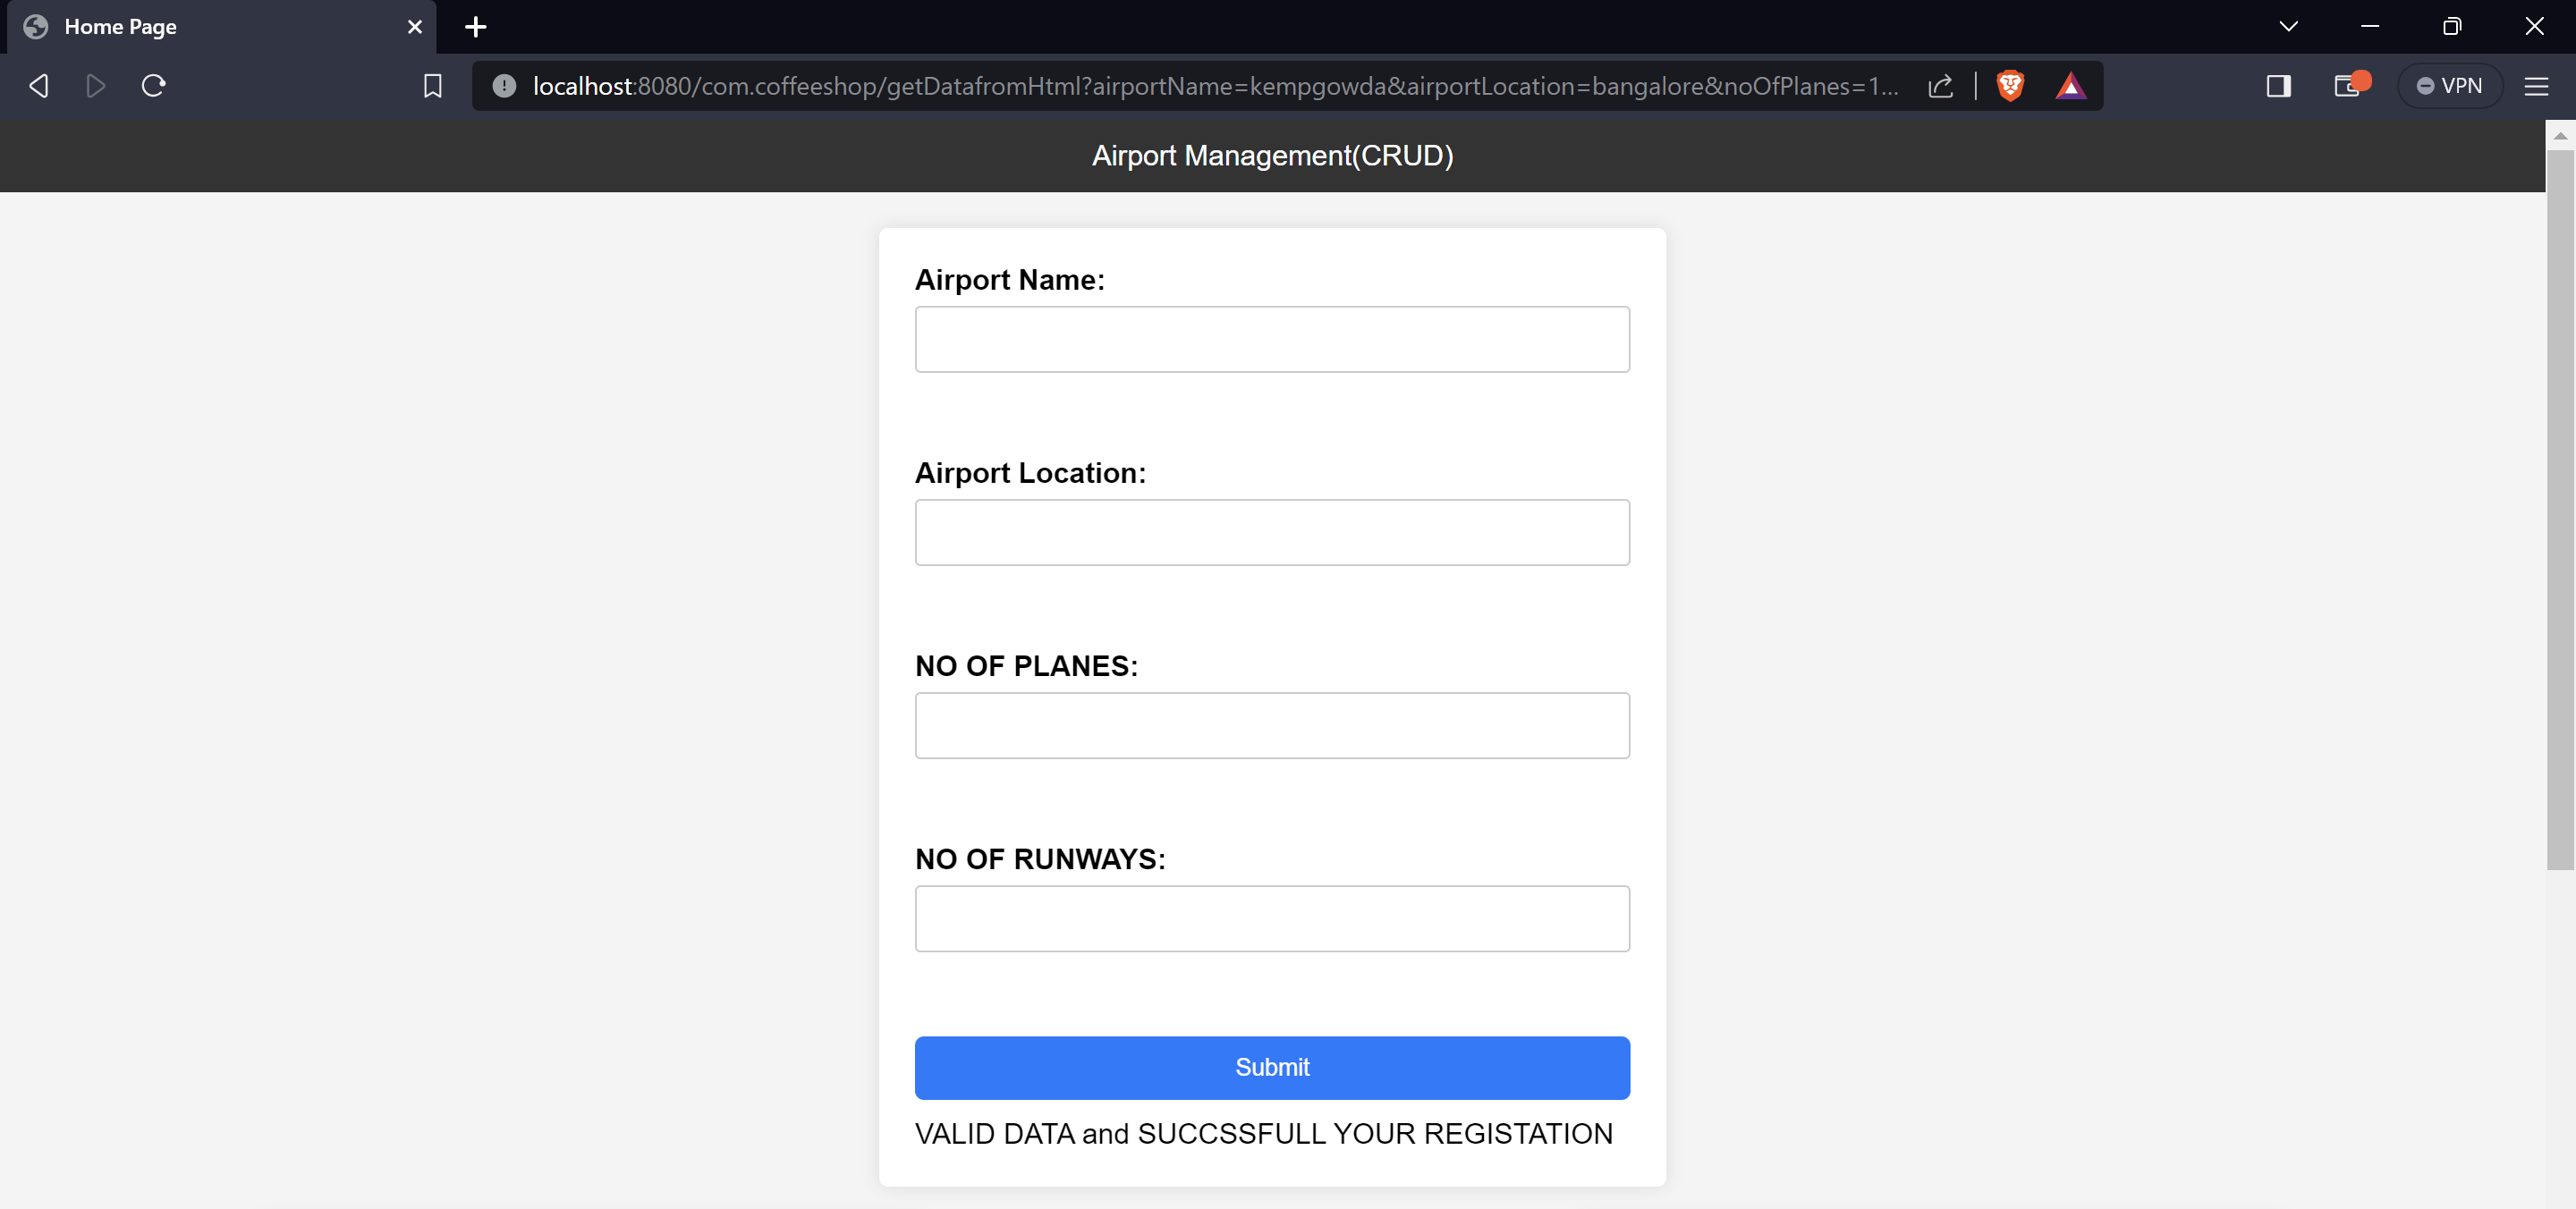 Home Page
localhost:8080/com.coffeeshop/getDatafromHtml?airportName=kempgowda&airportLocation=bangalore&noOfPlanes=1...
VPN
Airport Management(CRUD)
Airport Name:
Airport Location:
NO OF PLANES:
NO OF RUNWAYS:
Submit
VALID DATA and SUCCSSFULL YOUR REGISTATION